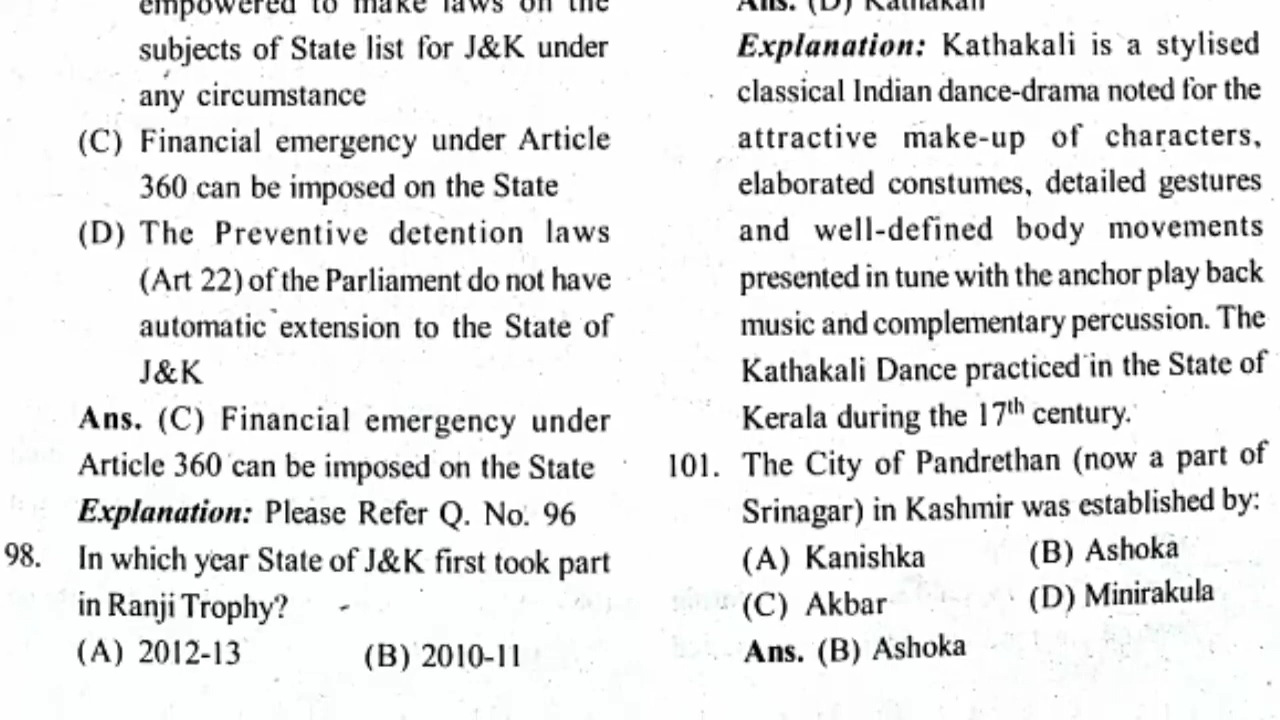 empowered to make laws on the
subjects of State list for J&K under
any circumstance
(C) Financial emergency under Article
360 can be imposed on the State
(D) The Preventive detention laws
(Art 22) of the Parliament do not have
automatic extension to the State of
J&K
Ans. (C) Financial emergency under
Article 360 can be imposed on the State
Explanation: Please Refer Q. No. 96
98. In which year State of J&K first took part
in Ranji Trophy?
(A) 2012-13 (B) 2010-11
Ans. (D) Kathakali
Explanation: Kathakali is a stylised
classical Indian dance-drama noted for the
attractive make-up of characters,
elaborated constumes, detailed gestures
and well-defined body movements
presented in tune with the anchor play back
music and complementary percussion. The
Kathakali Dance practiced in the State of
Kerala during the 17th century.
101. The City of Pandrethan (now a part of
Srinagar) in Kashmir was established by:
(A) Kanishka (B) Ashoka
(C) Akbar (D) Minirakula
Ans. (B) Ashoka